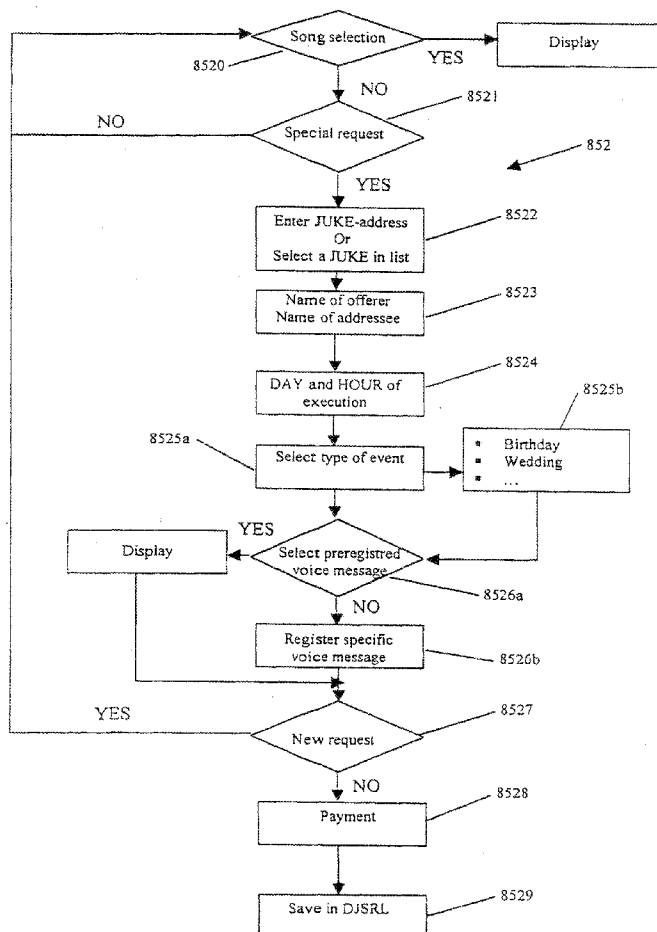 Song selection
Display
YES
8520
NO
8521
NO
Special request
852
YES
Enter JUKE-address
Or
Select a JUKE in list
8522
Name of offerer
Name of addressee
8523
DAY and HOUR of
execution
8524
8525b
8525a
Select type of event
Birthday
Wedding
...
YES
Display
Select preregistred
voice message
8526a
NO
Register specific
voice message
8526b
YES
8527
New request
NO
Payment
8528
Save in DJSRL
8529